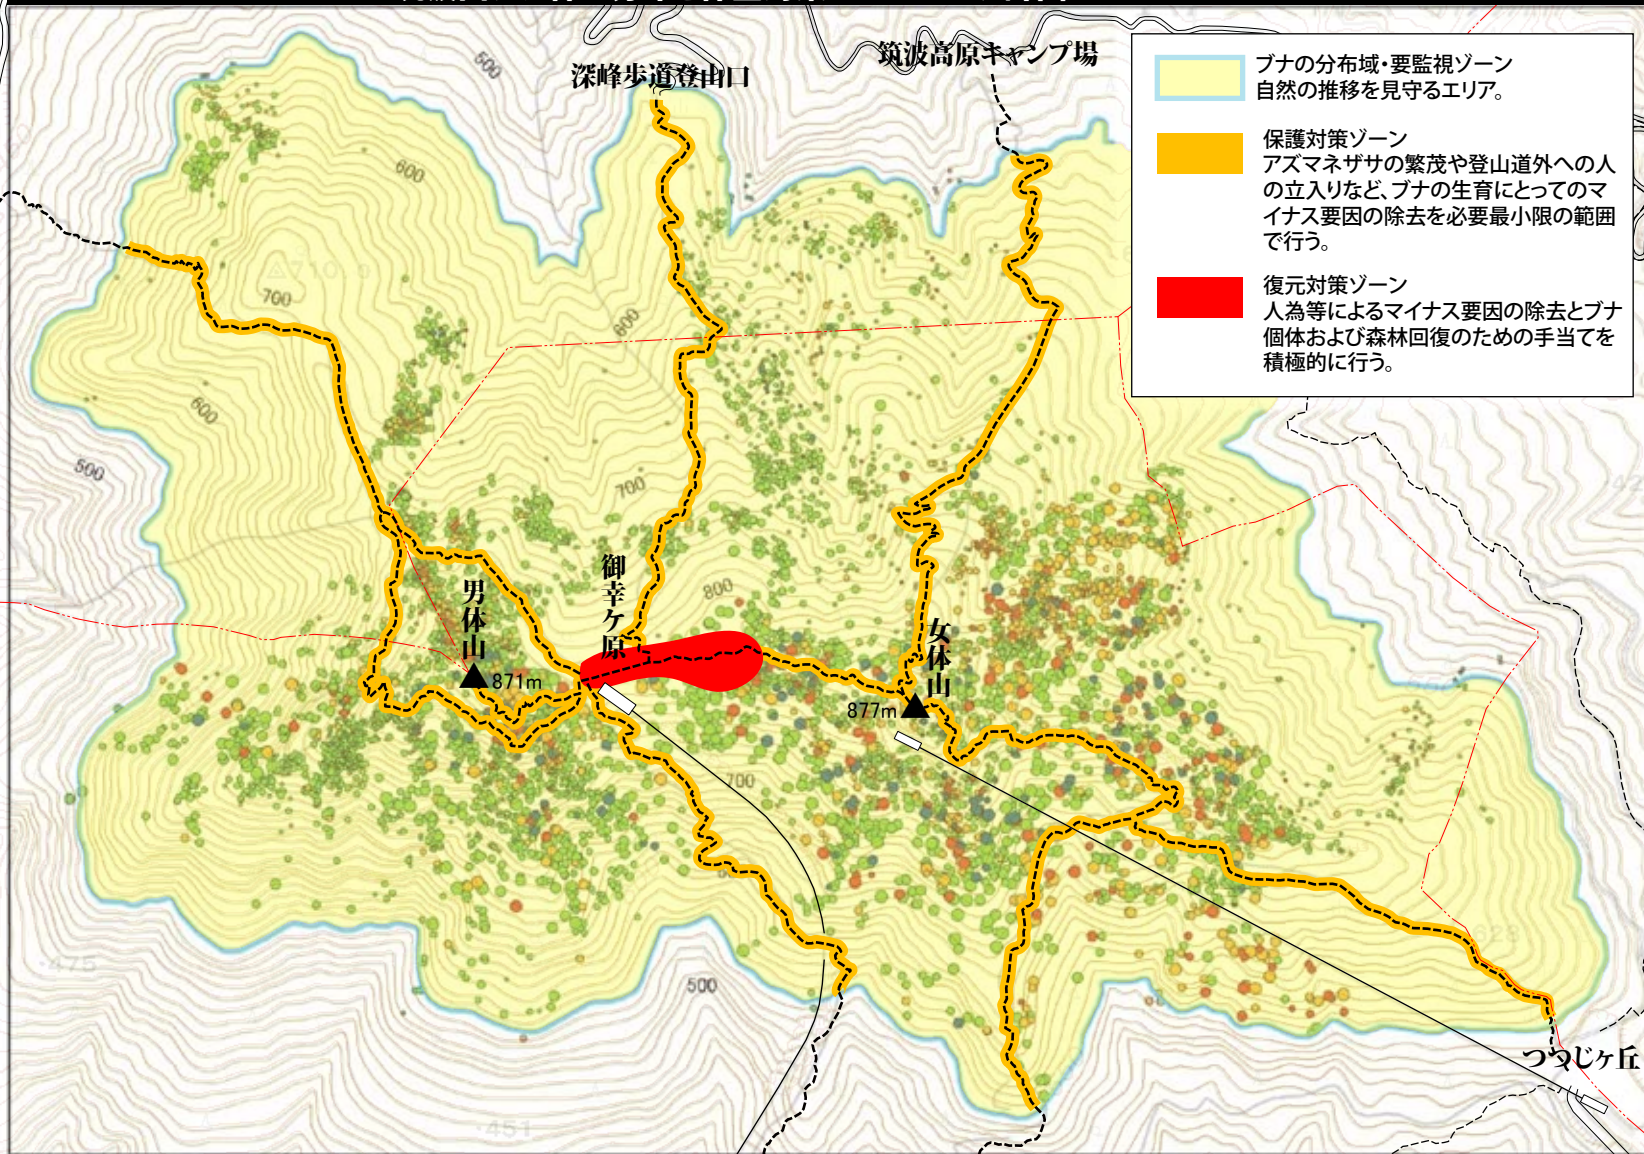 深峰歩道登山口
筑波高原キャンプ場
ブナの分布域・要監視ゾーン
自然の推移を見守るエリア。
保護対策ゾーン
アズマネザサの繁茂や登山道外への人
の立入りなど、ブナの生育にとってのマ
イナス要因の除去を必要最小限の範囲
で行う。
復元対策ゾーン
人為等によるマイナス要因の除去とブナ
個体および森林回復のための手当てを
積極的に行う。
500
600
700
600
600
500
700
800
御幸ケ原
男体山
871m
女体山
877m
700
475
500
451
つつじケ丘